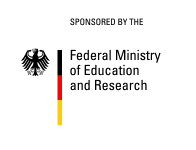 SPONSORED BY THE
Federal Ministry
of Education
and Research